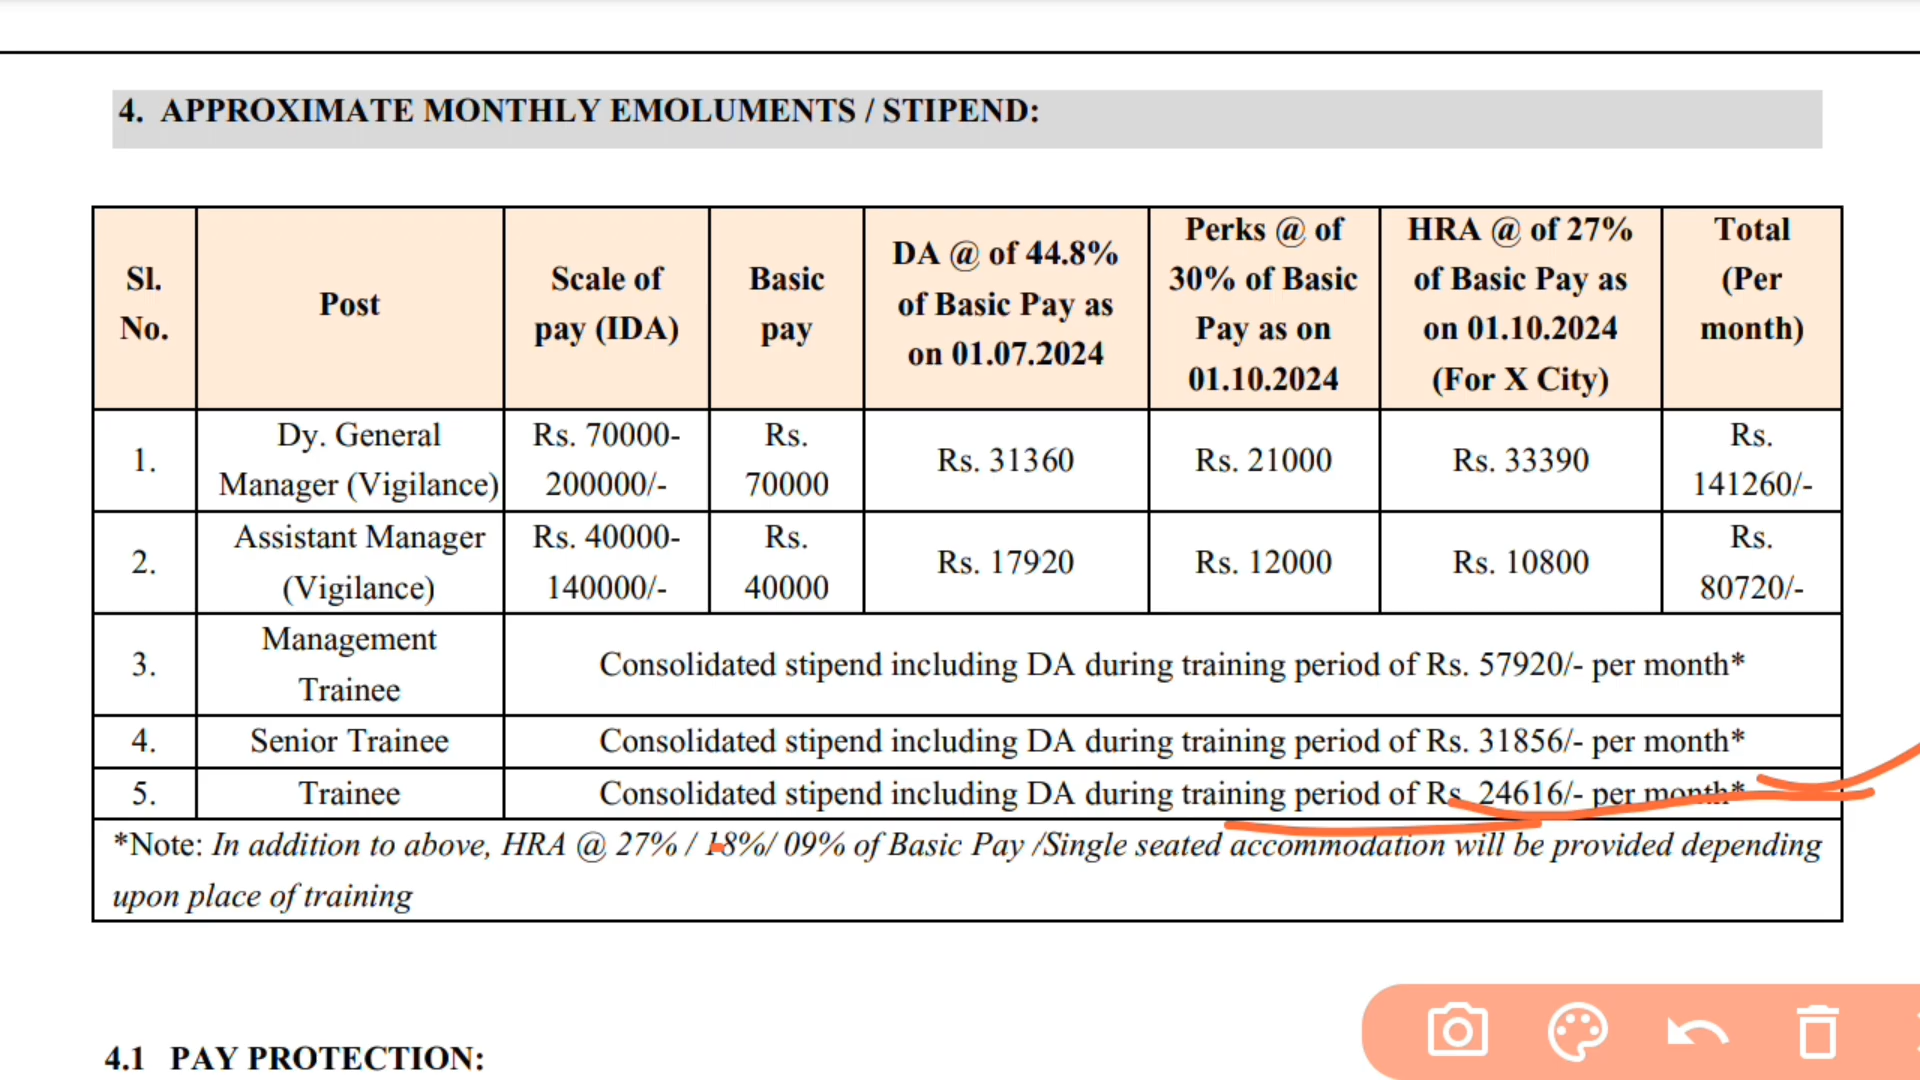 4. APPROXIMATE MONTHLY EMOLUMENTS / STIPEND:
Sl. No.
Post
Scale of pay (IDA)
Basic pay
DA @ of 44.8% of Basic Pay as on 01.07.2024
Perks @ of 30% of Basic Pay as on 01.10.2024
HRA @ of 27% of Basic Pay as on 01.10.2024 (For X City)
Total (Per month)
1.
Dy. General Manager (Vigilance)
Rs. 70000-200000/-
Rs. 70000
Rs. 31360
Rs. 21000
Rs. 33390
Rs. 141260/-
2.
Assistant Manager (Vigilance)
Rs. 40000-140000/-
Rs. 40000
Rs. 17920
Rs. 12000
Rs. 10800
Rs. 80720/-
3.
Management Trainee
Consolidated stipend including DA during training period of Rs. 57920/- per month*
4.
Senior Trainee
Consolidated stipend including DA during training period of Rs. 31856/- per month*
5.
Trainee
Consolidated stipend including DA during training period of Rs. 24616/- per month*
*Note: In addition to above, HRA @ 27% / 18%/ 09% of Basic Pay /Single seated accommodation will be provided depending
upon place of training
4.1 PAY PROTECTION: